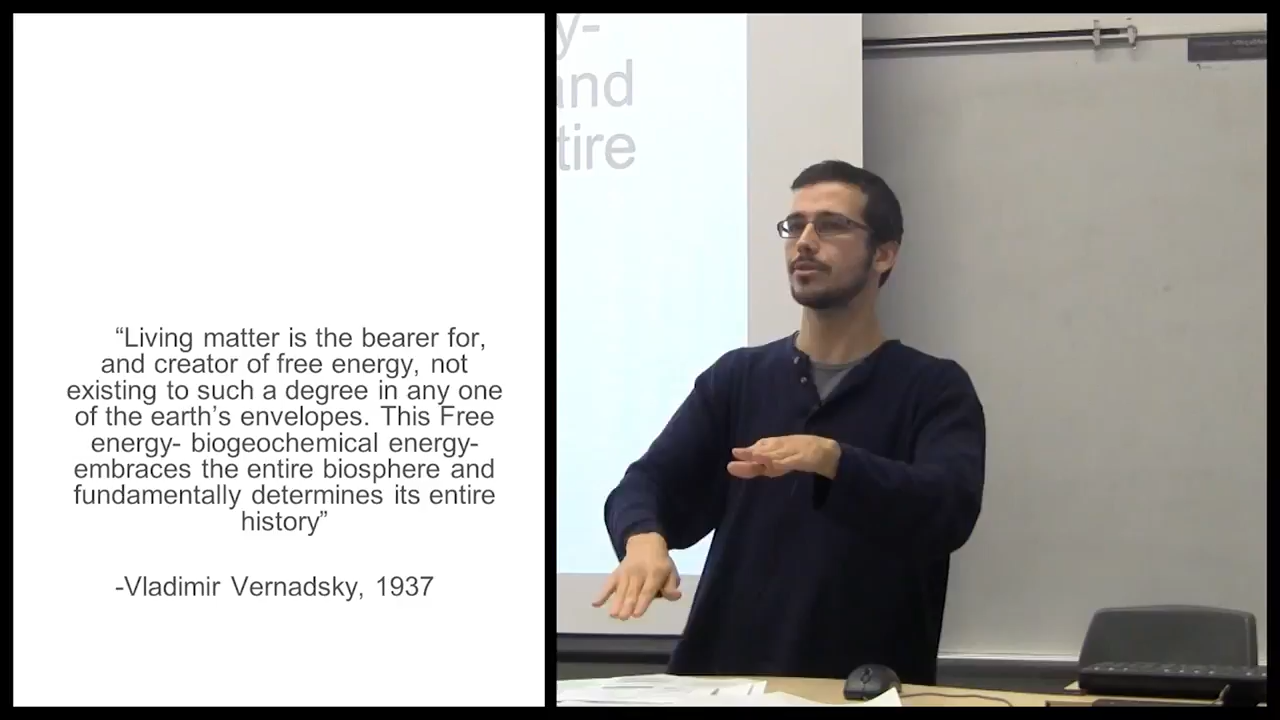 “Living matter is the bearer for,
and creator of free energy, not
existing to such a degree in any one
of the earth’s envelopes. This Free
energy- biogeochemical energy-
embraces the entire biosphere and
fundamentally determines its entire
history”
-Vladimir Vernadsky, 1937
y-
and
tire